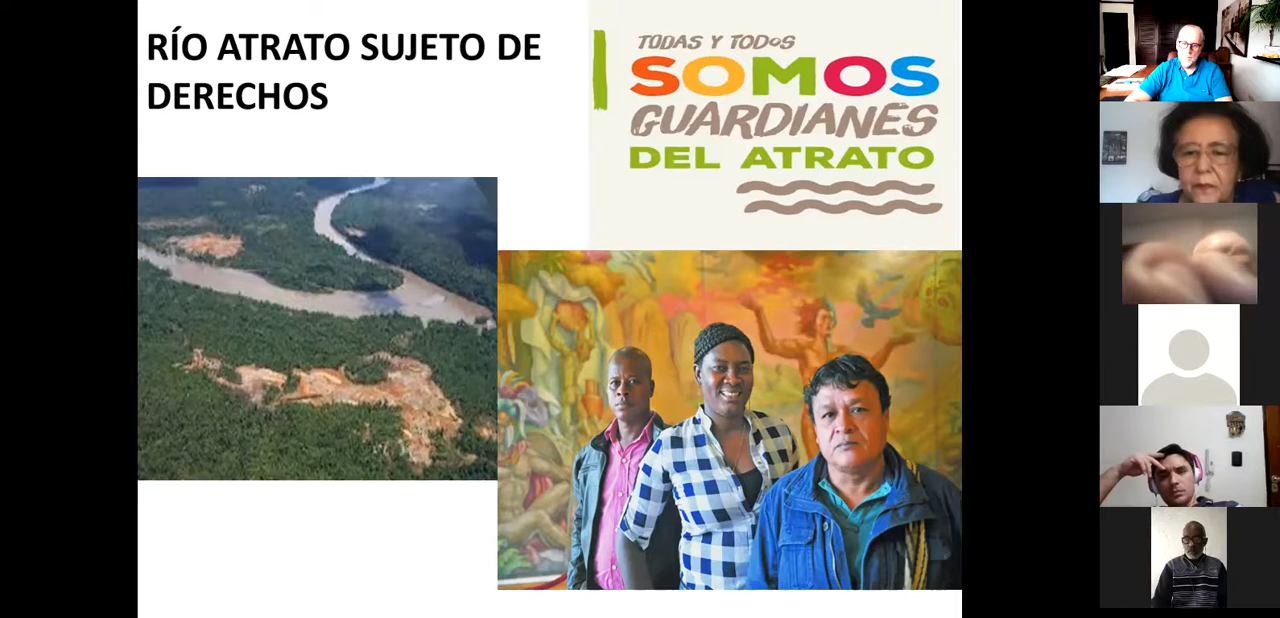 RÍO ATRATO SUJETO DE
DERECHOS
TODAS Y TODOS
SOMOS
GUARDIANES
DEL ATRATO